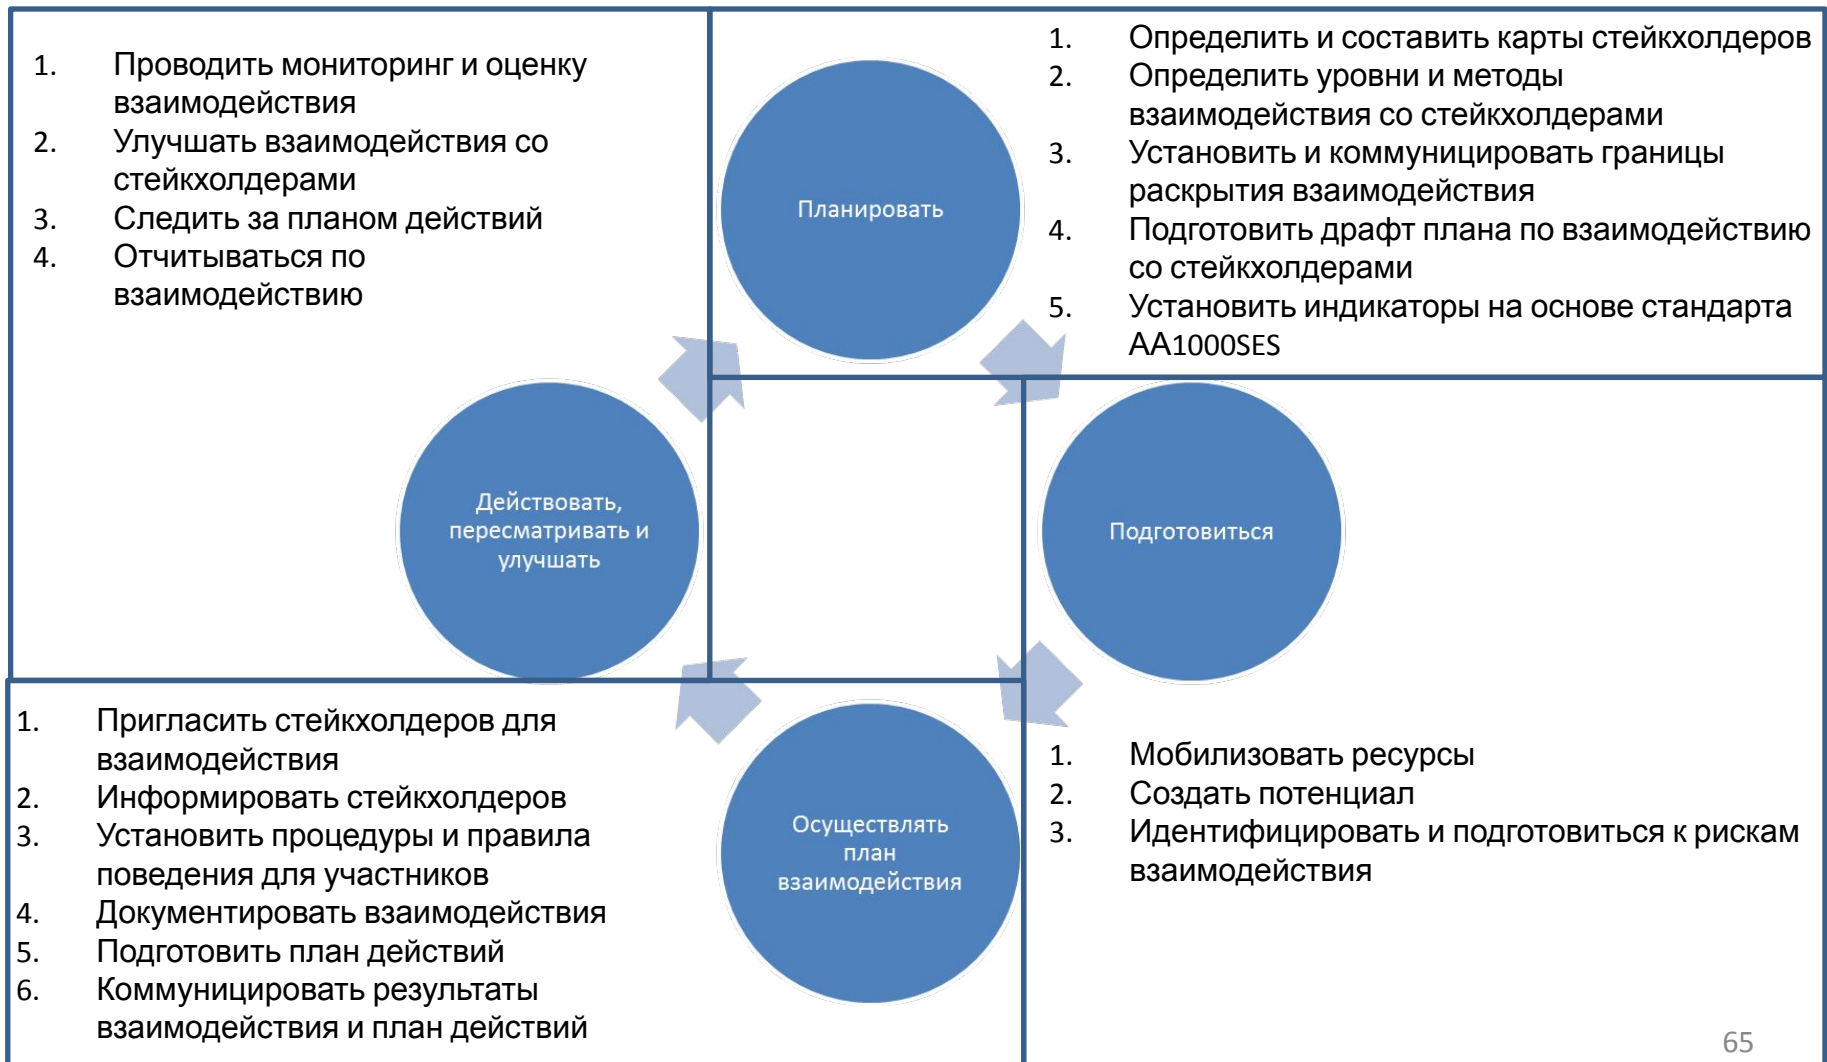 1. Проводить мониторинг и оценку
взаимодействия
2. Улучшать взаимодействия со
стейкхолдерами
3. Следить за планом действий
4. Отчитываться по
взаимодействию
Планировать
1. Определить и составить карты стейкхолдеров
2. Определить уровни и методы
взаимодействия со стейкхолдерами
3. Установить и коммуницировать границы
раскрытия взаимодействия
4. Подготовить драфт плана по взаимодействию
со стейкхолдерами
5. Установить индикаторы на основе стандарта
AA1000SES
Действовать,
пересматривать и
улучшать
Подготовиться
1. Пригласить стейкхолдеров для
взаимодействия
2. Информировать стейкхолдеров
3. Установить процедуры и правила
поведения для участников
4. Документировать взаимодействия
5. Подготовить план действий
6. Коммуницировать результаты
взаимодействия и план действий
Осуществлять
план
взаимодействия
1. Мобилизовать ресурсы
2. Создать потенциал
3. Идентифицировать и подготовиться к рискам
взаимодействия
65